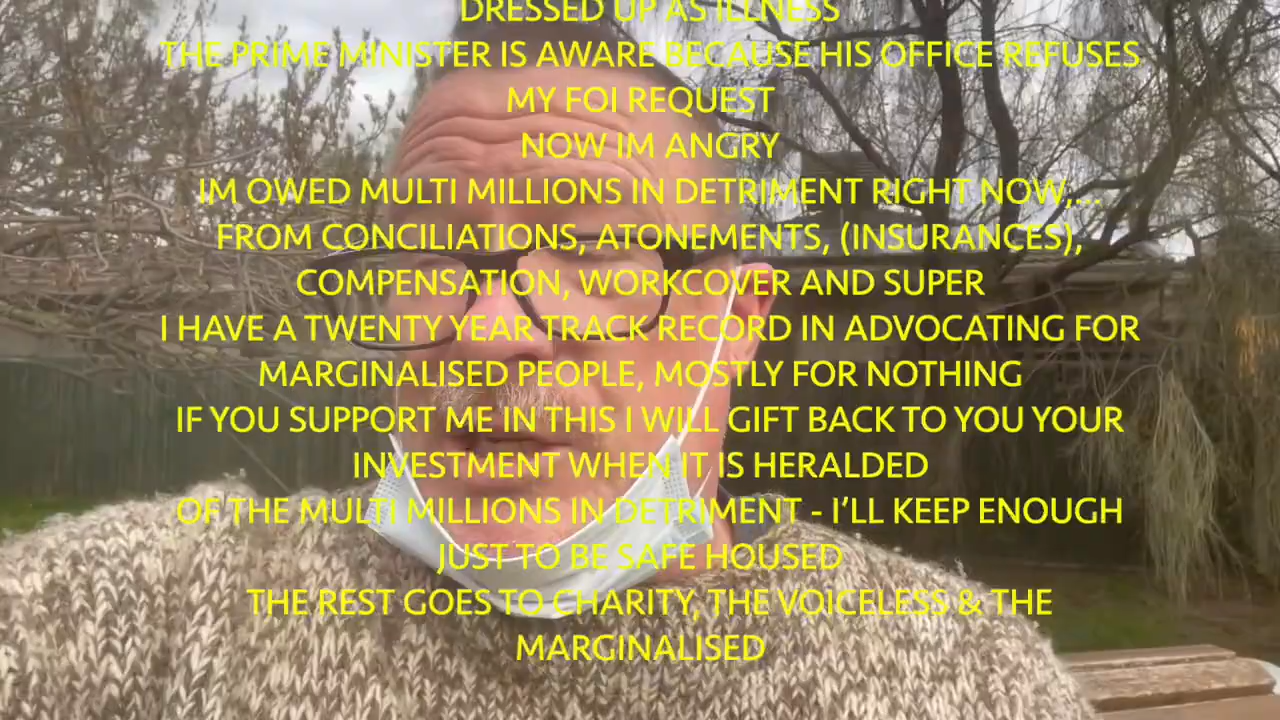 DRESSED UP AS ILLNESS
THE PRIME MINISTER IS AWARE BECAUSE HIS OFFICE REFUSES
MY FOI REQUEST
NOW IM ANGRY
IM OWED MULTI MILLIONS IN DETRIMENT RIGHT NOW,...
FROM CONCILIATIONS, ATONEMENTS, (INSURANCES),
COMPENSATION, WORKCOVER AND SUPER
I HAVE A TWENTY YEAR TRACK RECORD IN ADVOCATING FOR
MARGINALISED PEOPLE, MOSTLY FOR NOTHING
IF YOU SUPPORT ME IN THIS I WILL GIFT BACK TO YOU YOUR
INVESTMENT WHEN IT IS HERALDED
OF THE MULTI MILLIONS IN DETRIMENT - I’LL KEEP ENOUGH
JUST TO BE SAFE HOUSED
THE REST GOES TO CHARITY, THE VOICELESS & THE
MARGINALISED